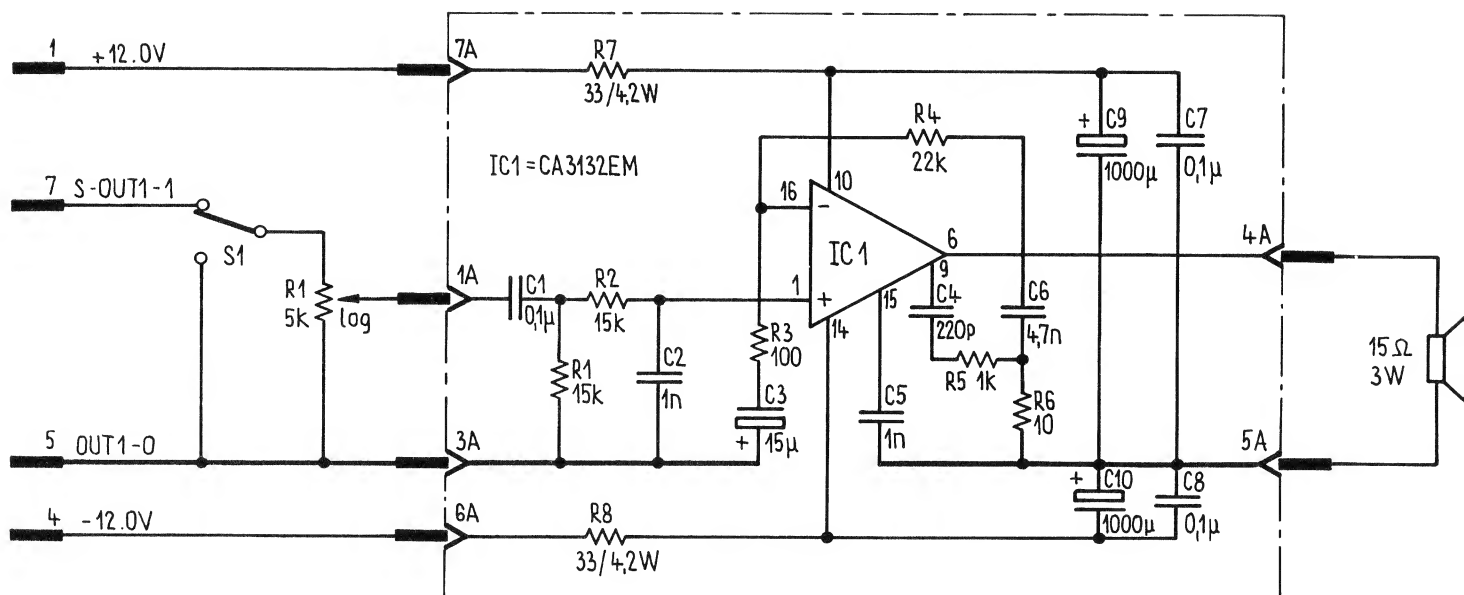 1
+12.0V
7A
R7
33/4,2W
R4
22k
+
C9
1000µ
C7
0,1µ
IC1=CA3132EM
7
S-OUT1-1
S1
R1
5k
log
1A
C1
0,1µ
R2
15k
R1
15k
C2
1n
16
10
-
IC1
1
+
14
15
9
6
4A
R3
100
C3
+
15µ
C4
220p
R5
1k
C5
1n
C6
4,7n
R6
10
15Ω
3W
5
OUT1-0
3A
5A
+
C10
1000µ
C8
0,1µ
4
-12.0V
6A
R8
33/4,2W